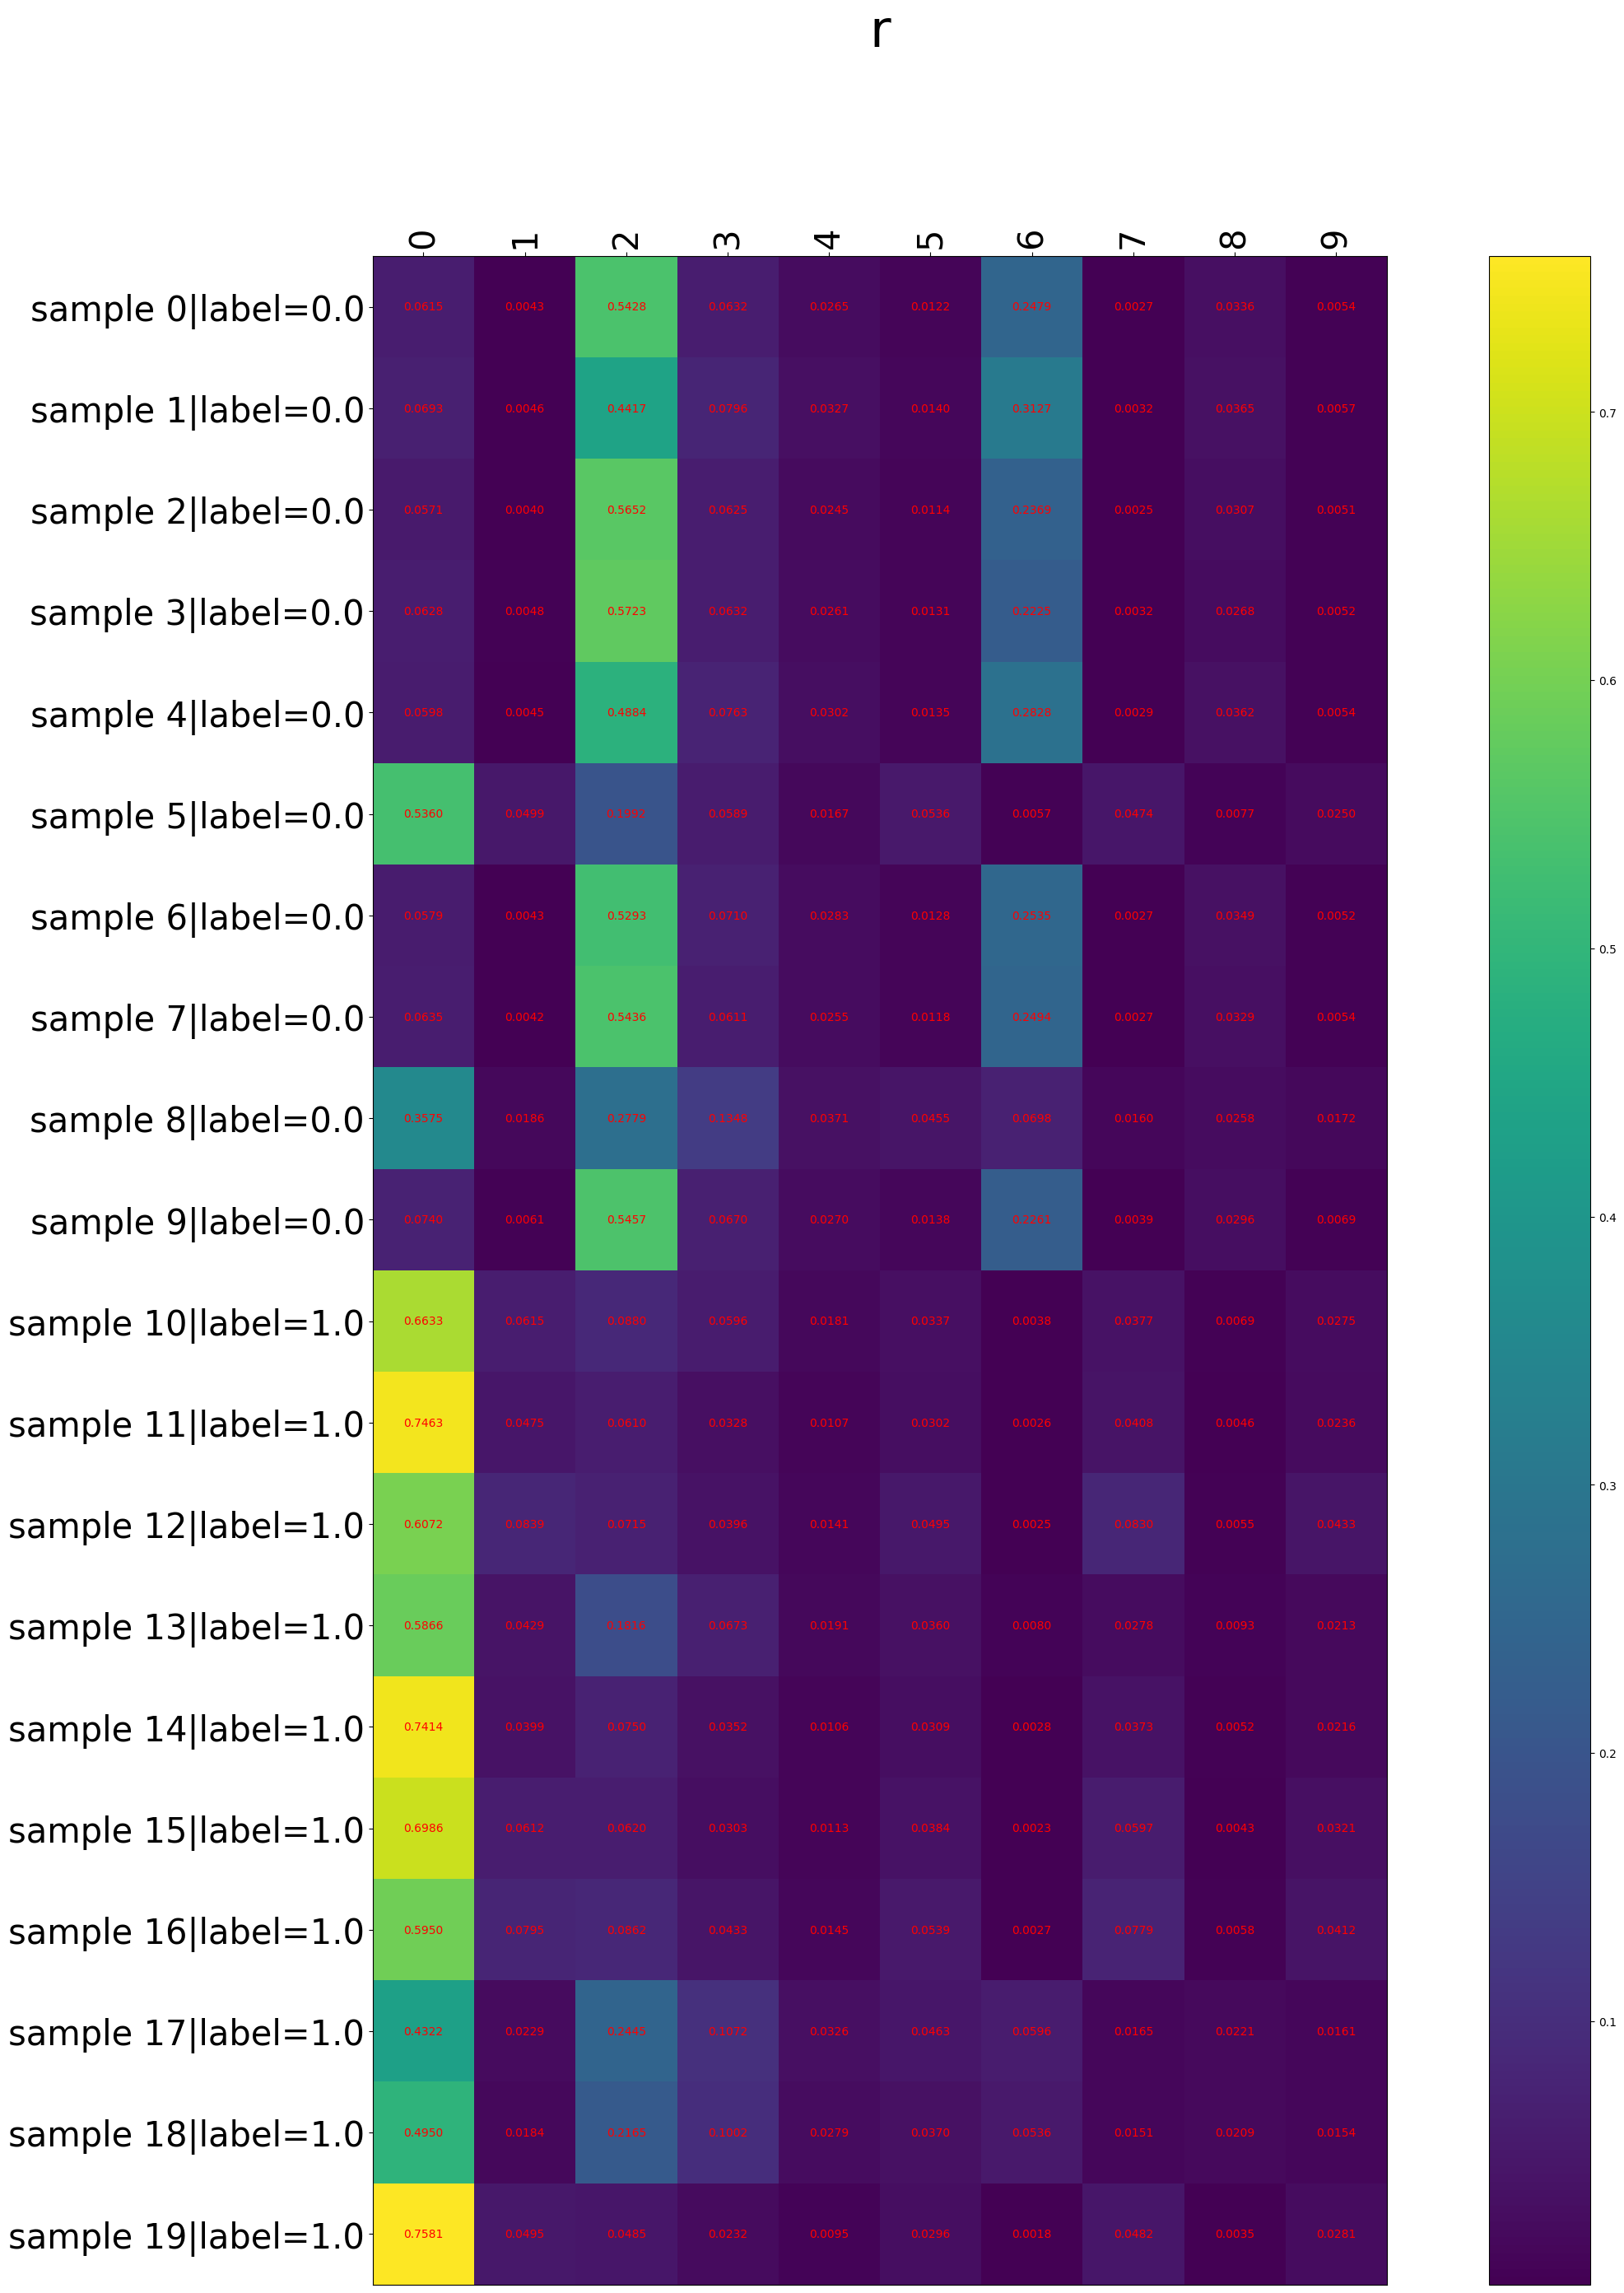 r
0 1 2 3 4 5 6 7 8 9
sample 0|label=0.0 0.0615 0.0043 0.5428 0.0632 0.0265 0.0122 0.2479 0.0027 0.0336 0.0054
sample 1|label=0.0 0.0693 0.0046 0.4417 0.0796 0.0327 0.0140 0.3127 0.0032 0.0365 0.0057
0.7
sample 2|label=0.0 0.0571 0.0040 0.5652 0.0625 0.0245 0.0114 0.2369 0.0025 0.0307 0.0051
sample 3|label=0.0 0.0628 0.0048 0.5723 0.0632 0.0261 0.0131 0.2225 0.0032 0.0268 0.0052
0.6
sample 4|label=0.0 0.0598 0.0045 0.4884 0.0763 0.0302 0.0135 0.2828 0.0029 0.0362 0.0054
sample 5|label=0.0 0.5360 0.0499 0.1992 0.0589 0.0167 0.0536 0.0057 0.0474 0.0077 0.0250
sample 6|label=0.0 0.0579 0.0043 0.5293 0.0710 0.0283 0.0128 0.2535 0.0027 0.0349 0.0052
0.5
sample 7|label=0.0 0.0635 0.0042 0.5436 0.0611 0.0255 0.0118 0.2494 0.0027 0.0329 0.0054
sample 8|label=0.0 0.3575 0.0186 0.2779 0.1346 0.0371 0.0455 0.0698 0.0160 0.0258 0.0172
sample 9|label=0.0 0.0740 0.0061 0.5457 0.0670 0.0270 0.0138 0.2261 0.0039 0.0296 0.0069
0.4
sample 10|label=1.0 0.6633 0.0615 0.0880 0.0596 0.0181 0.0337 0.0038 0.0377 0.0069 0.0275
sample 11|label=1.0 0.7463 0.0475 0.0610 0.0328 0.0107 0.0302 0.0026 0.0408 0.0046 0.0236
0.3
sample 12|label=1.0 0.6072 0.0839 0.0715 0.0396 0.0141 0.0495 0.0025 0.0830 0.0055 0.0433
sample 13|label=1.0 0.5866 0.0429 0.1816 0.0673 0.0191 0.0360 0.0080 0.0278 0.0093 0.0213
sample 14|label=1.0 0.7414 0.0399 0.0750 0.0352 0.0106 0.0309 0.0028 0.0373 0.0052 0.0216
0.2
sample 15|label=1.0 0.6986 0.0612 0.0620 0.0303 0.0113 0.0384 0.0023 0.0597 0.0043 0.0321
sample 16|label=1.0 0.5950 0.0795 0.0862 0.0433 0.0145 0.0539 0.0027 0.0779 0.0058 0.0412
sample 17|label=1.0 0.4322 0.0229 0.2445 0.1072 0.0326 0.0463 0.0596 0.0165 0.0221 0.0161
0.1
sample 18|label=1.0 0.4950 0.0184 0.2165 0.1002 0.0279 0.0370 0.0536 0.0151 0.0209 0.0154
sample 19|label=1.0 0.7581 0.0495 0.0485 0.0232 0.0095 0.0296 0.0018 0.0482 0.0035 0.0281